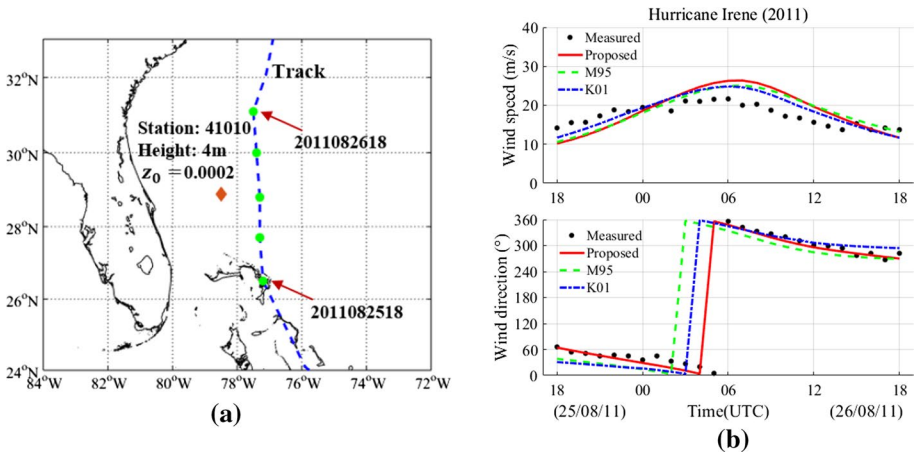 32°N
30°N
28°N
26°N
24°N
84°W 82°W 80°W 78°W 76°W 74°W 72°W
Track
2011082618
Station: 41010
Height: 4m
z₀ = 0.0002
2011082518
(a)
Hurricane Irene (2011)
Wind speed (m/s)
40
30
20
10
0
Measured
Proposed
M95
K01
18 00 06 12 18
Wind direction (°)
360
300
240
180
120
60
0
Measured
Proposed
M95
K01
18 00 06 12 18
(25/08/11) Time(UTC) (26/08/11)
(b)